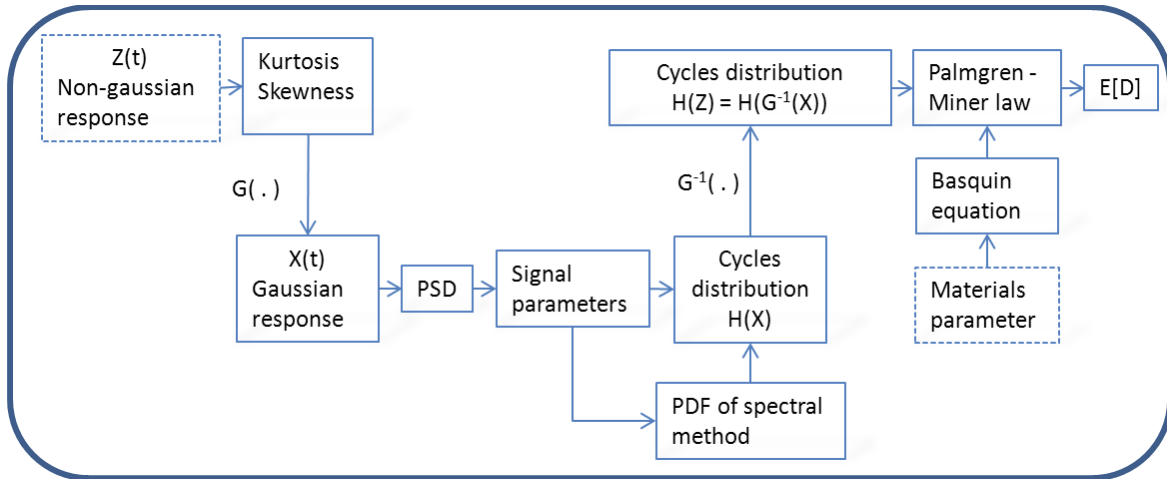 Z(t)
Non-gaussian
response
Kurtosis
Skewness
G( . )
X(t)
Gaussian
response
PSD
Signal
parameters
PDF of spectral
method
Cycles
distribution
H(X)
G⁻¹( . )
Cycles distribution
H(Z) = H(G⁻¹(X))
Palmgren -
Miner law
E[D]
Basquin
equation
Materials
parameter